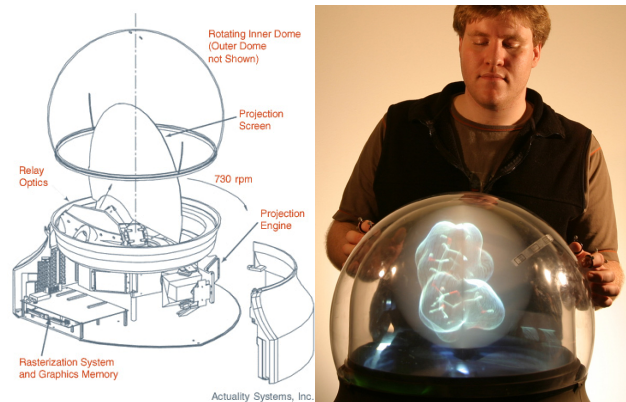 Rotating Inner Dome
(Outer Dome
not Shown)
Projection
Screen
Relay
Optics
730 rpm
Projection
Engine
Rasterization System
and Graphics Memory
Actuality Systems, Inc.